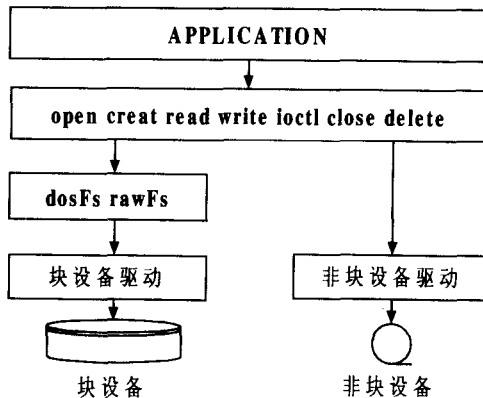 APPLICATION
open creat read write ioctl close delete
dosFs rawFs
块设备驱动
非块设备驱动
块设备
非块设备